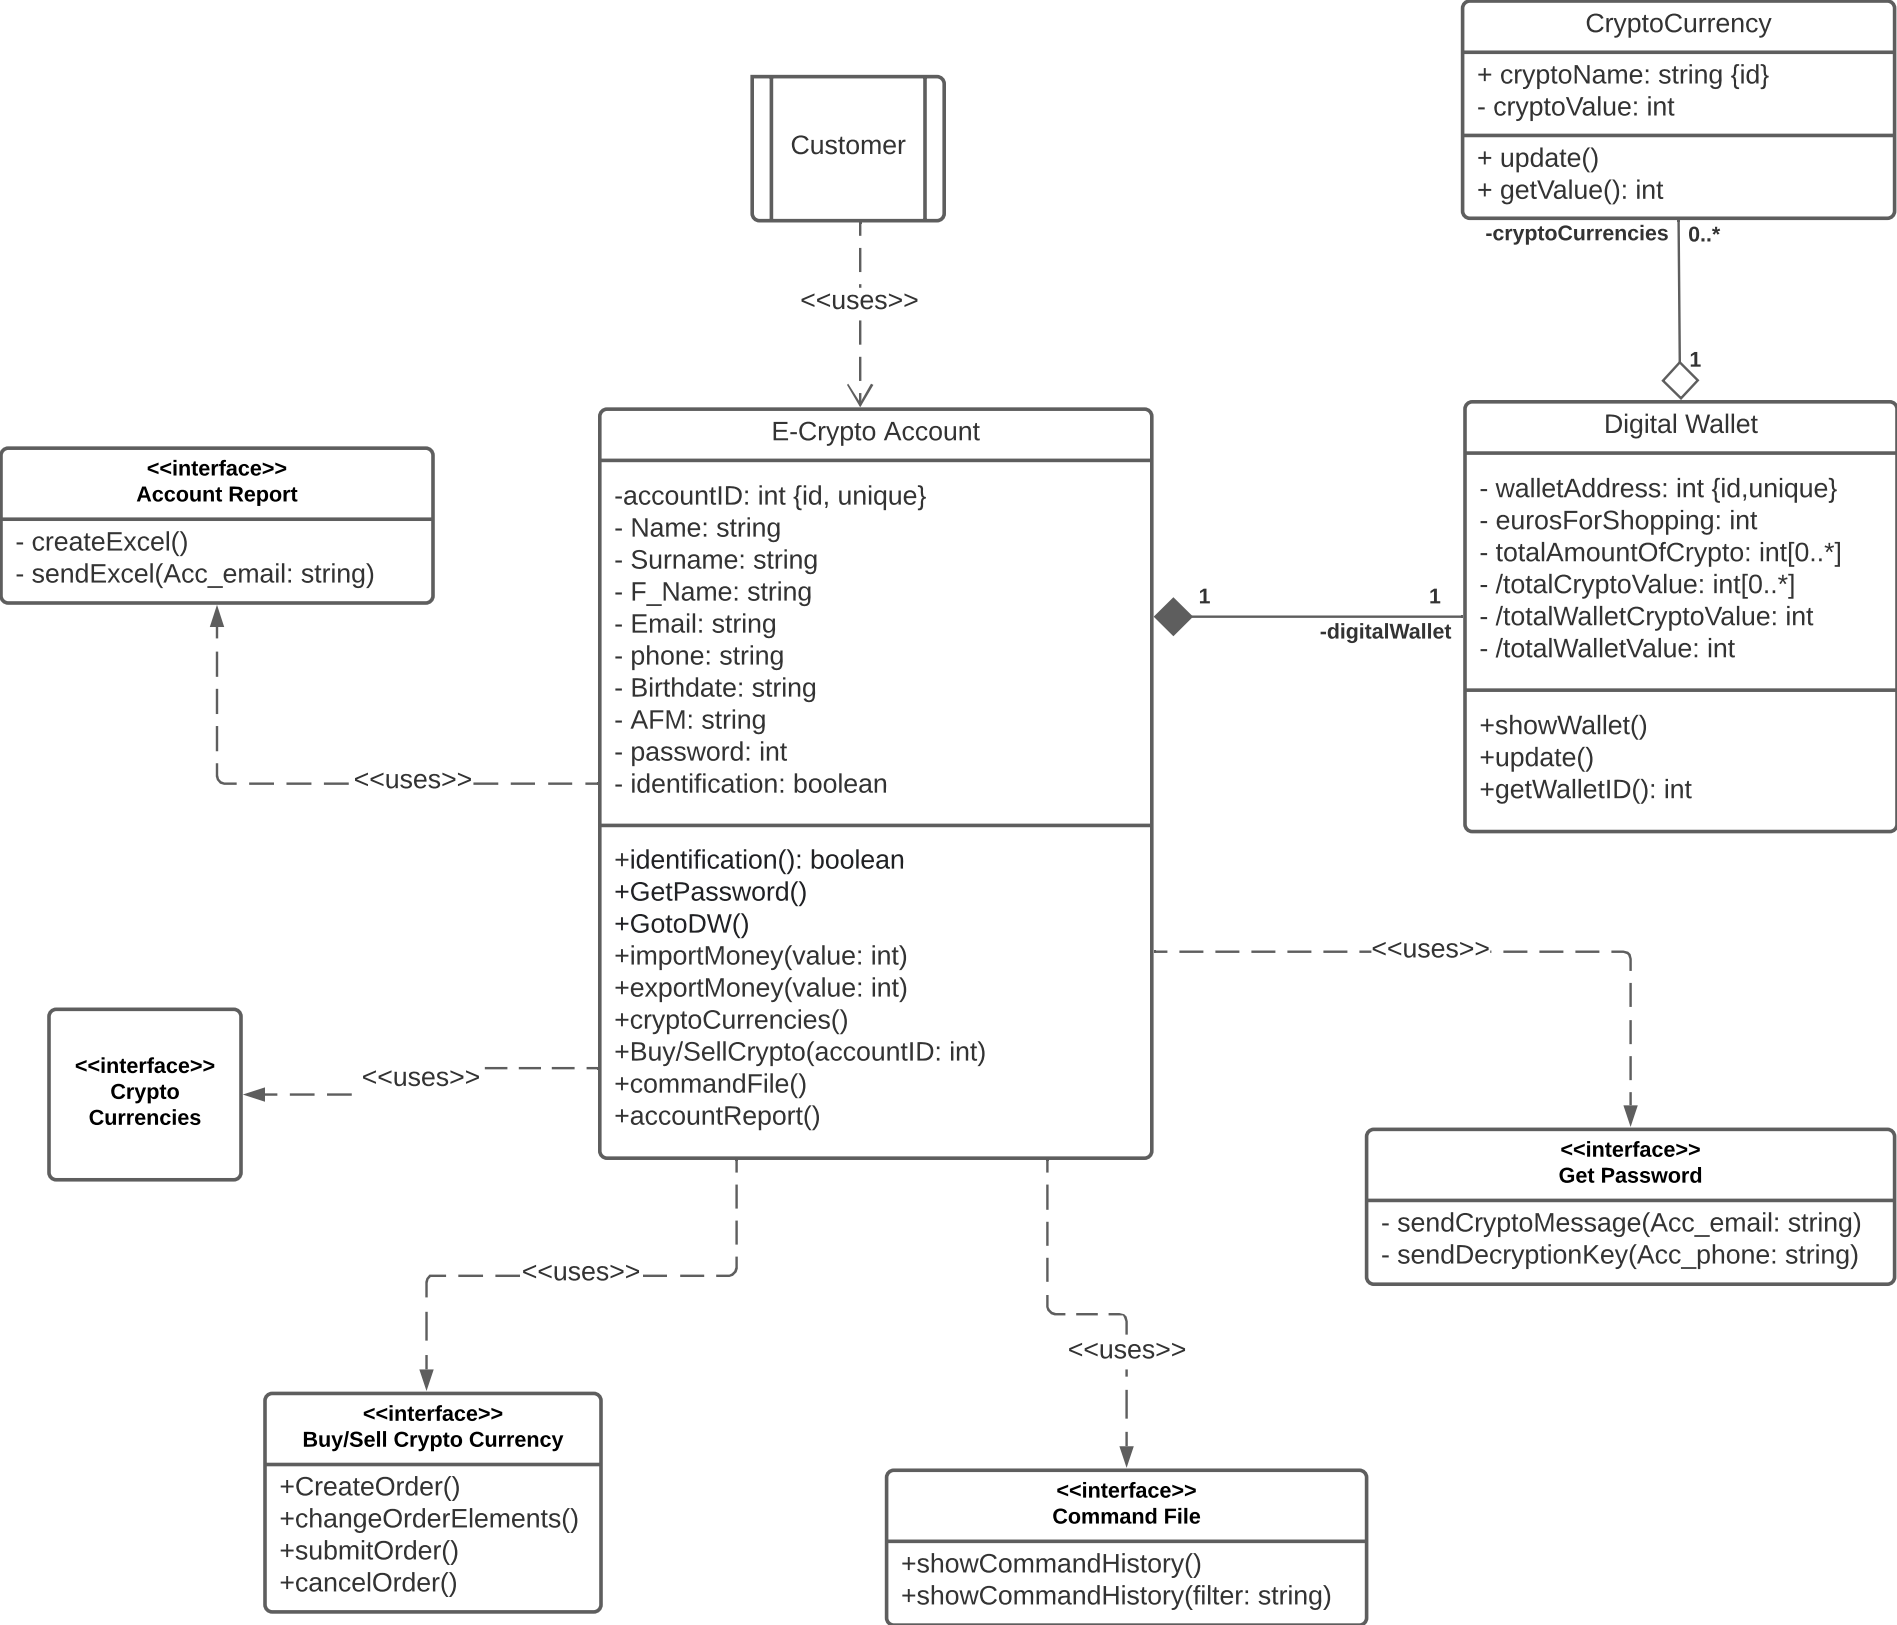 CryptoCurrency
+ cryptoName: string {id}
- cryptoValue: int
+ update()
+ getValue(): int
-cryptoCurrencies
0..*
1
Customer
<<uses>>
E-Crypto Account
-accountID: int {id, unique}
- Name: string
- Surname: string
- F_Name: string
- Email: string
- phone: string
- Birthdate: string
- AFM: string
- password: int
- identification: boolean
+identification(): boolean
+GetPassword()
+GotoDW()
+importMoney(value: int)
+exportMoney(value: int)
+cryptoCurrencies()
+Buy/SellCrypto(accountID: int)
+commandFile()
+accountReport()
1
1
-digitalWallet
Digital Wallet
- walletAddress: int {id,unique}
- eurosForShopping: int
- totalAmountOfCrypto: int[0..*]
- /totalCryptoValue: int[0..*]
- /totalWalletCryptoValue: int
- /totalWalletValue: int
+showWallet()
+update()
+getWalletID(): int
<<interface>>
Account Report
- createExcel()
- sendExcel(Acc_email: string)
<<uses>>
<<interface>>
Crypto
Currencies
<<uses>>
<<uses>>
<<interface>>
Get Password
- sendCryptoMessage(Acc_email: string)
- sendDecryptionKey(Acc_phone: string)
<<uses>>
<<interface>>
Buy/Sell Crypto Currency
+CreateOrder()
+changeOrderElements()
+submitOrder()
+cancelOrder()
<<uses>>
<<interface>>
Command File
+showCommandHistory()
+showCommandHistory(filter: string)